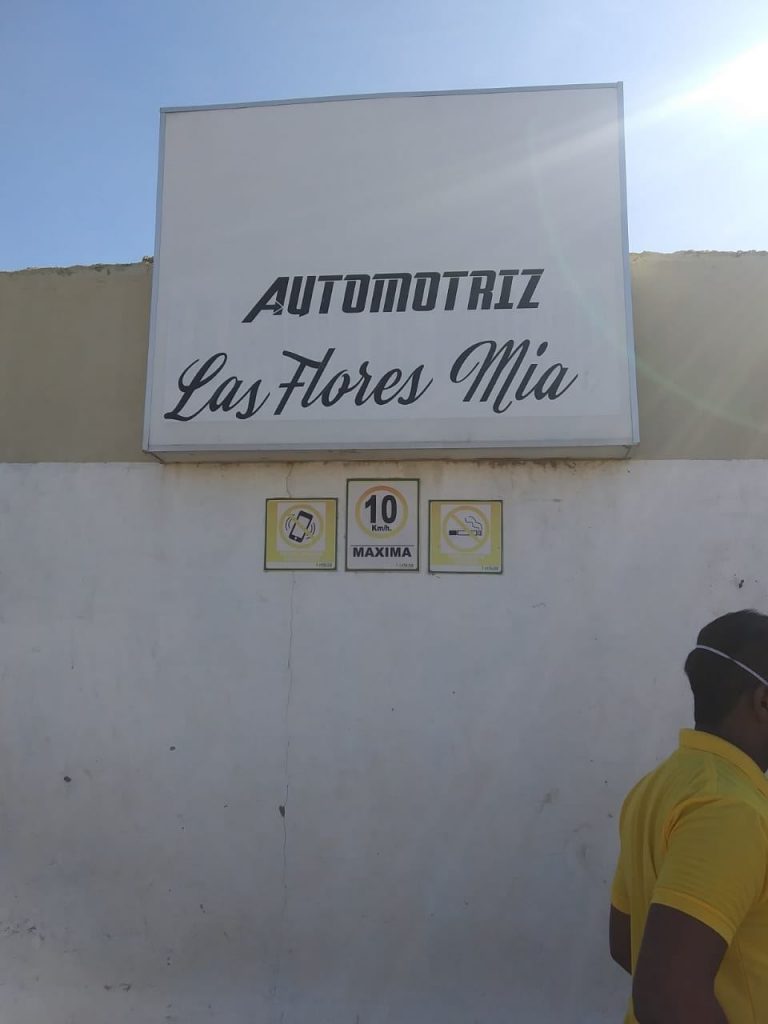 AUTOMOTRIZ
Las Flores Mia
10
Km/h.
MAXIMA